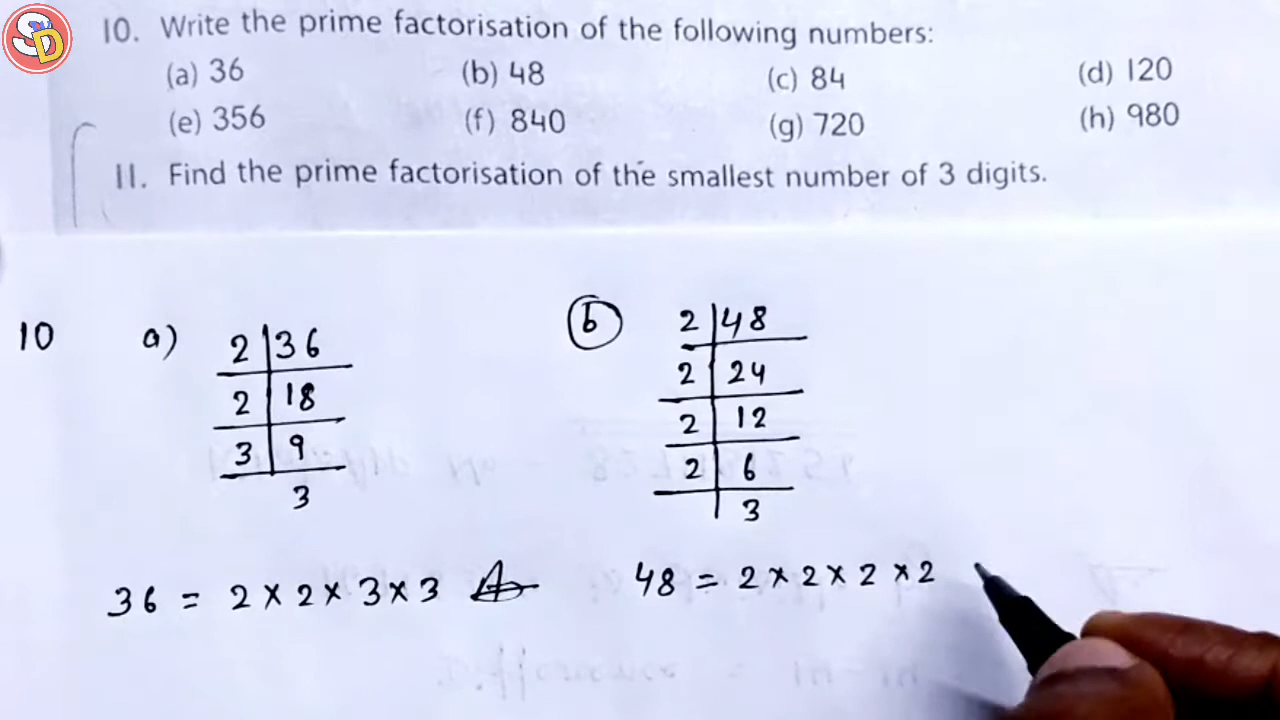 SD
10. Write the prime factorisation of the following numbers:
(a) 36 (b) 48 (c) 84 (d) 120
(e) 356 (f) 840 (g) 720 (h) 980
11. Find the prime factorisation of the smallest number of 3 digits.
10 a) 2 | 36 (b) 2 | 48
2 | 18 2 | 24
3 | 9 2 | 12
3 2 | 6
3
36 = 2 × 2 × 3 × 3 48 = 2 × 2 × 2 × 2